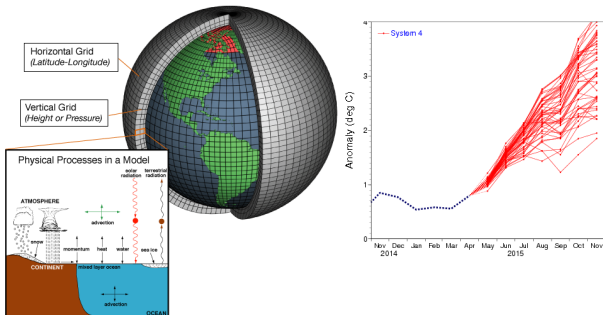 Horizontal Grid
(Latitude-Longitude)
Vertical Grid
(Height or Pressure)
Physical Processes in a Model
solar
radiation
terrestrial
radiation
ATMOSPHERE
advection
snow
momentum
heat
water
sea ice
CONTINENT
mixed layer ocean
advection
OCEAN
System 4
Anomaly (deg C)
4
3
2
1
0
Nov Dec Jan Feb Mar Apr May Jun Jul Aug Sep Oct Nov
2014 2015